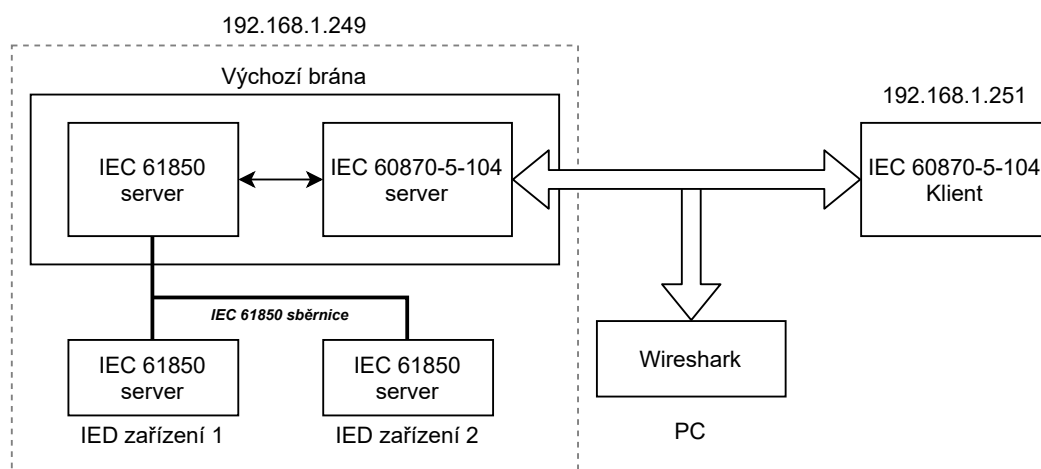 192.168.1.249
Výchozí brána
192.168.1.251
IEC 61850
server
IEC 60870-5-104
server
IEC 60870-5-104
Klient
IEC 61850 sběrnice
IEC 61850
server
IEC 61850
server
Wireshark
IED zařízení 1
IED zařízení 2
PC